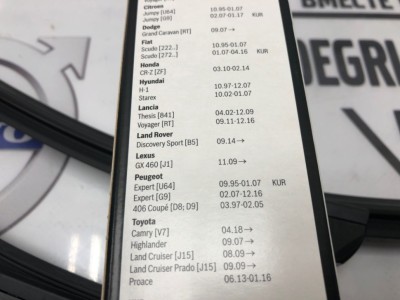 Citroen
Jumpy [U64] 10.95-01.07
Jumpy [G9] 02.07-01.17 KUR
Dodge
Grand Caravan [RT] 09.07→
Fiat
Scudo [222..] 10.95-01.07
Scudo [272..] 01.07-04.16 KUR
Honda
CR-Z [ZF] 03.10-02.14
Hyundai
H-1 10.97-12.07
Starex 10.02-01.07
Lancia
Thesis [841] 04.02-12.09
Voyager [RT] 09.11-12.16
Land Rover
Discovery Sport [B5] 09.14→
Lexus
GX 460 [J1] 11.09→
Peugeot
Expert [U64] 09.95-01.07 KUR
Expert [G9] 02.07-12.16
406 Coupé [D8; D9] 03.97-02.05
Toyota
Camry [V7] 04.18→
Highlander 09.07→
Land Cruiser [J15] 08.09→
Land Cruiser Prado [J15] 09.09→
Proace 06.13-01.16
ВМЕСТЕ
DEGRI